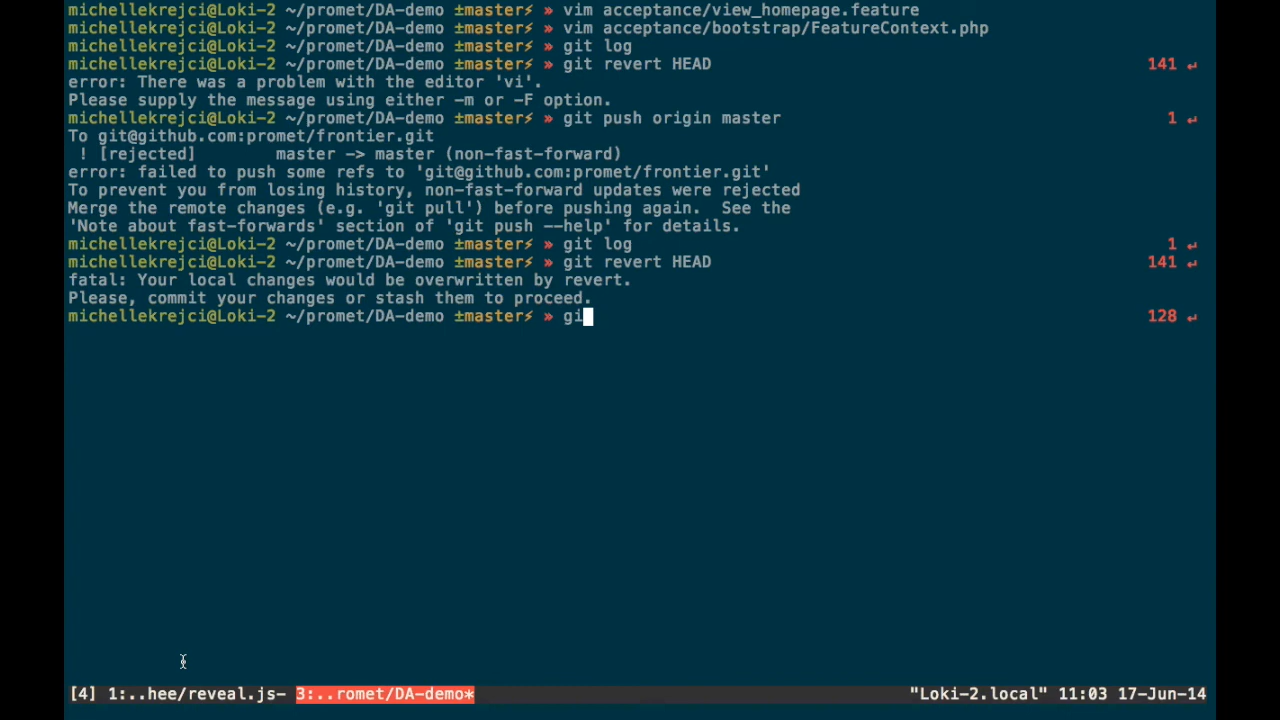 michellekrejci@Loki-2 ~/promet/DA-demo ±master⚡ » vim acceptance/view_homepage.feature
michellekrejci@Loki-2 ~/promet/DA-demo ±master⚡ » vim acceptance/bootstrap/FeatureContext.php
michellekrejci@Loki-2 ~/promet/DA-demo ±master⚡ » git log
michellekrejci@Loki-2 ~/promet/DA-demo ±master⚡ » git revert HEAD 141 ↵
error: There was a problem with the editor 'vi'.
Please supply the message using either -m or -F option.
michellekrejci@Loki-2 ~/promet/DA-demo ±master⚡ » git push origin master 1 ↵
To git@github.com:promet/frontier.git
! [rejected] master -> master (non-fast-forward)
error: failed to push some refs to 'git@github.com:promet/frontier.git'
To prevent you from losing history, non-fast-forward updates were rejected
Merge the remote changes (e.g. 'git pull') before pushing again. See the
'Note about fast-forwards' section of 'git push --help' for details.
michellekrejci@Loki-2 ~/promet/DA-demo ±master⚡ » git log 1 ↵
michellekrejci@Loki-2 ~/promet/DA-demo ±master⚡ » git revert HEAD 141 ↵
fatal: Your local changes would be overwritten by revert.
Please, commit your changes or stash them to proceed.
michellekrejci@Loki-2 ~/promet/DA-demo ±master⚡ » gi 128 ↵
[4] 1:..hee/reveal.js- 3:..romet/DA-demo* "Loki-2.local" 11:03 17-Jun-14